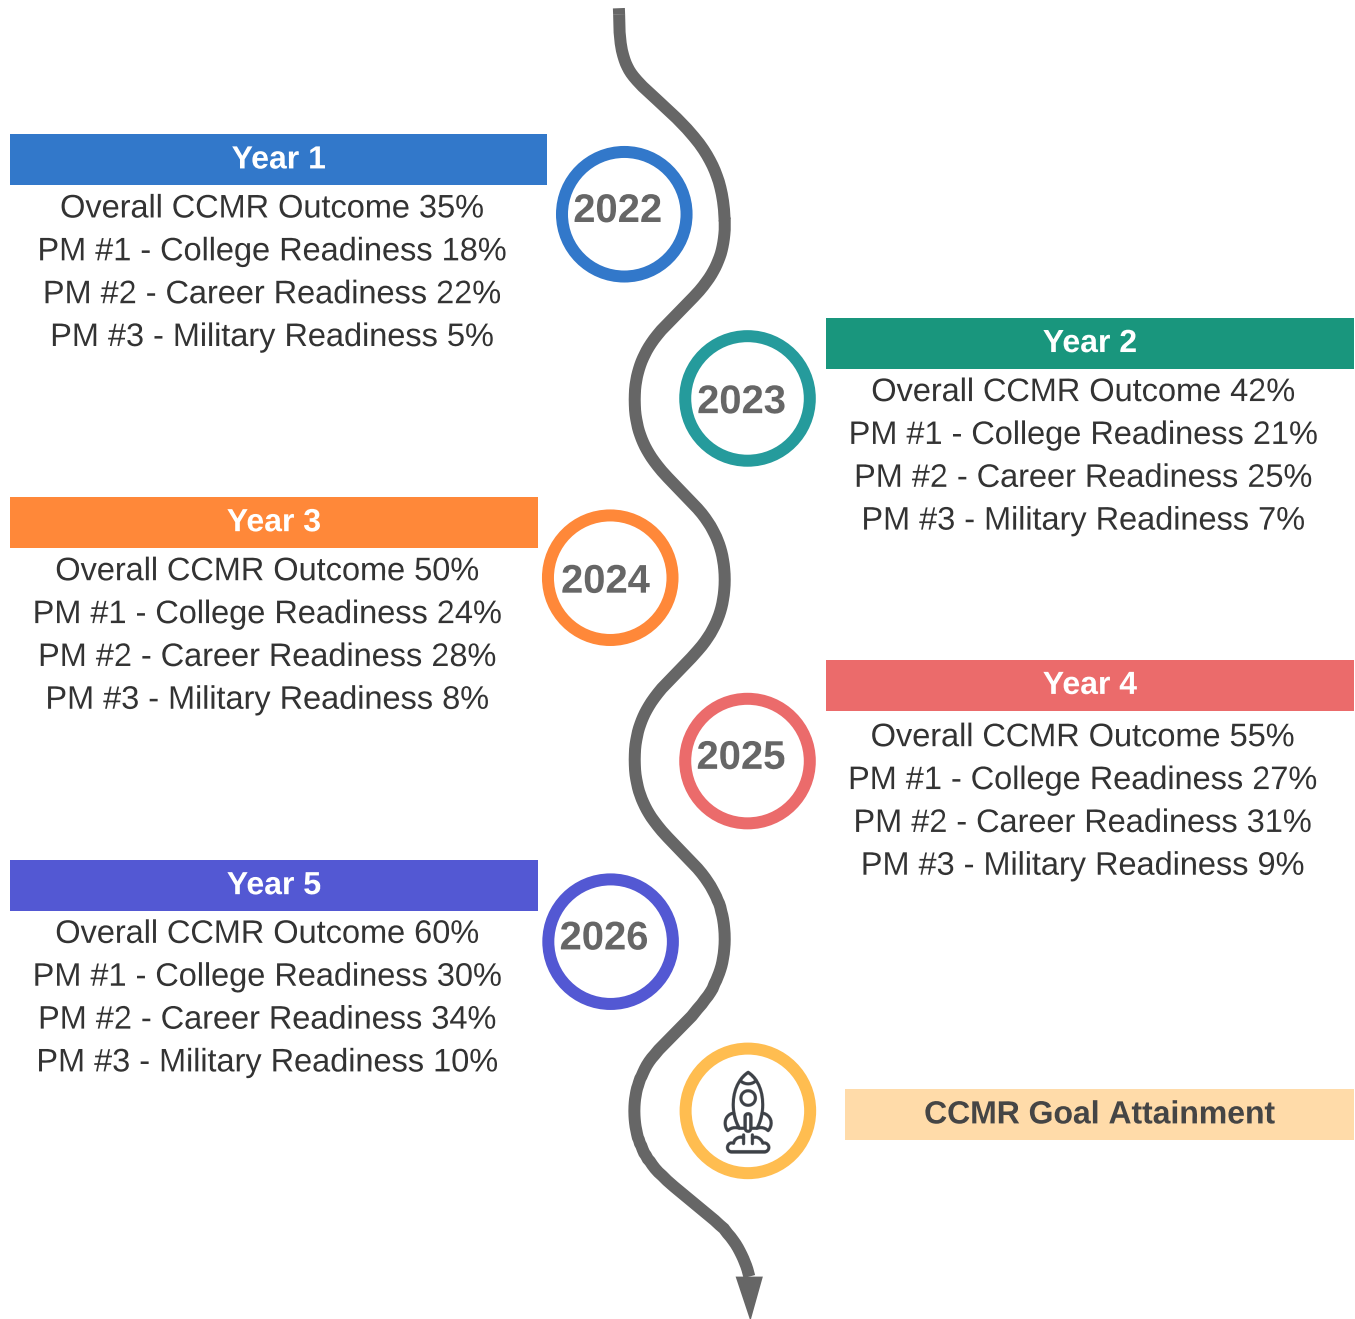 Year 1
Overall CCMR Outcome 35%
PM #1 - College Readiness 18%
PM #2 - Career Readiness 22%
PM #3 - Military Readiness 5%
2022
Year 2
Overall CCMR Outcome 42%
PM #1 - College Readiness 21%
PM #2 - Career Readiness 25%
PM #3 - Military Readiness 7%
2023
Year 3
Overall CCMR Outcome 50%
PM #1 - College Readiness 24%
PM #2 - Career Readiness 28%
PM #3 - Military Readiness 8%
2024
Year 4
Overall CCMR Outcome 55%
PM #1 - College Readiness 27%
PM #2 - Career Readiness 31%
PM #3 - Military Readiness 9%
2025
Year 5
Overall CCMR Outcome 60%
PM #1 - College Readiness 30%
PM #2 - Career Readiness 34%
PM #3 - Military Readiness 10%
2026
CCMR Goal Attainment